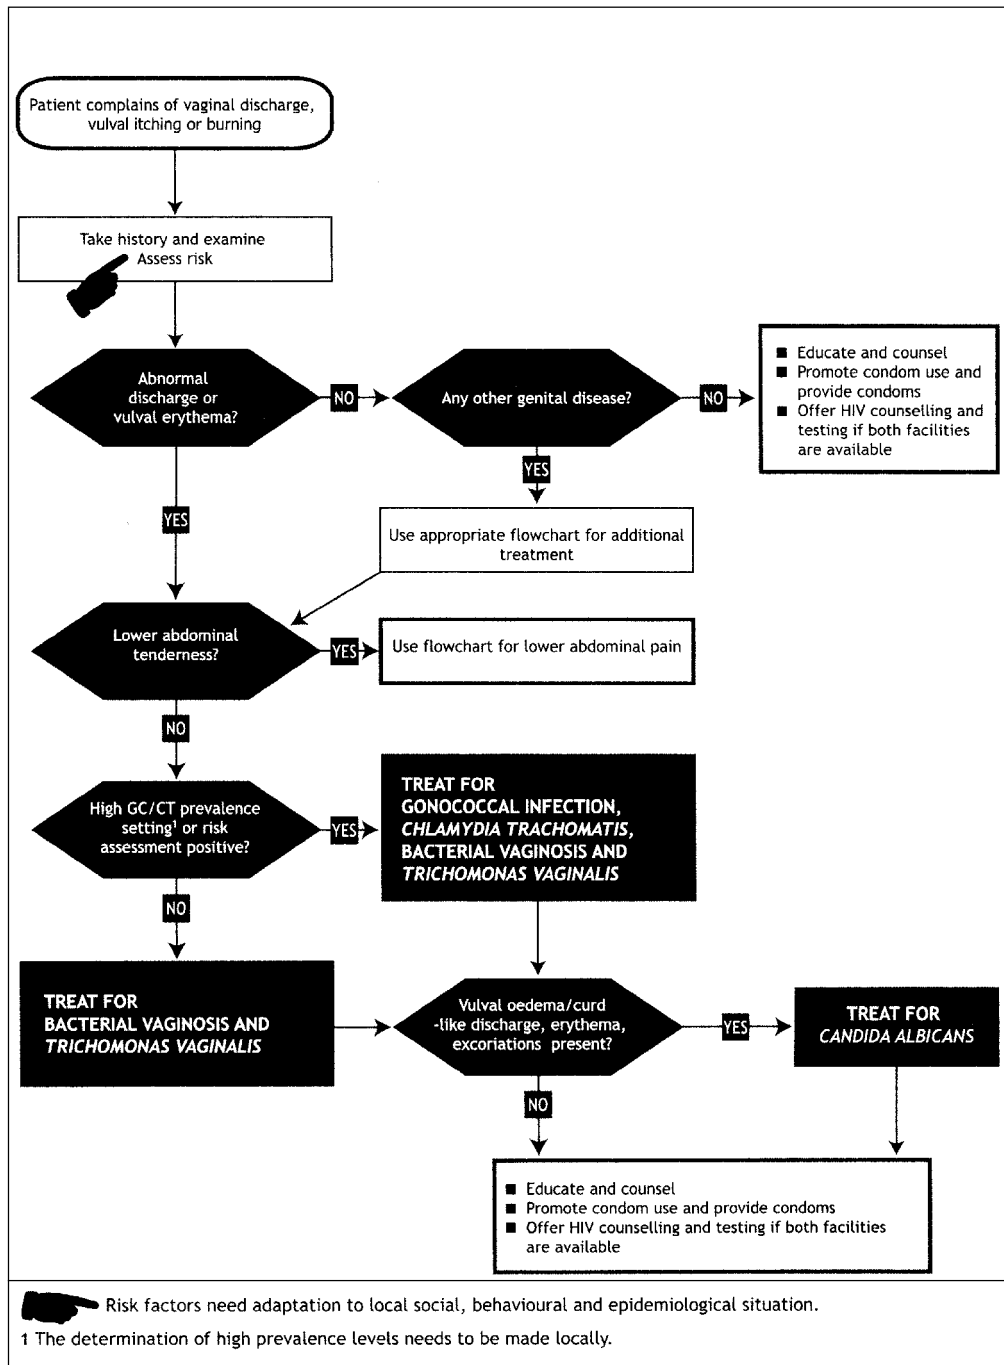 Patient complains of vaginal discharge,
vulval itching or burning
Take history and examine
Assess risk
Abnormal
discharge or
vulval erythema?
NO
Any other genital disease?
NO
■ Educate and counsel
■ Promote condom use and
provide condoms
■ Offer HIV counselling and
testing if both facilities
are available
YES
YES
Use appropriate flowchart for additional
treatment
Lower abdominal
tenderness?
YES
Use flowchart for lower abdominal pain
NO
High GC/CT prevalence
setting¹ or risk
assessment positive?
YES
TREAT FOR
GONOCOCCAL INFECTION,
CHLAMYDIA TRACHOMATIS,
BACTERIAL VAGINOSIS AND
TRICHOMONAS VAGINALIS
NO
TREAT FOR
BACTERIAL VAGINOSIS AND
TRICHOMONAS VAGINALIS
Vulval oedema/curd
-like discharge, erythema,
excoriations present?
YES
TREAT FOR
CANDIDA ALBICANS
NO
■ Educate and counsel
■ Promote condom use and provide condoms
■ Offer HIV counselling and testing if both facilities
are available
Risk factors need adaptation to local social, behavioural and epidemiological situation.
1 The determination of high prevalence levels needs to be made locally.